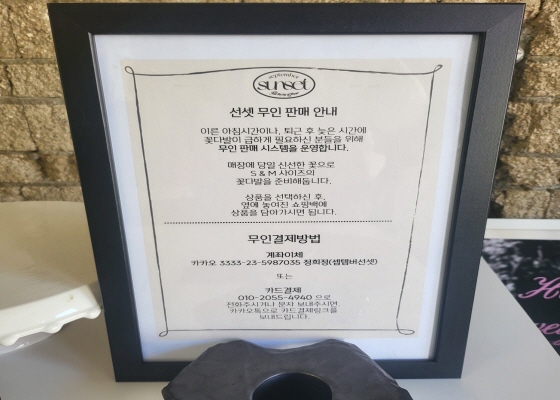 september
sunset
선셋 무인 판매 안내
이른 아침시간이나, 퇴근 후 늦은 시간에
꽃다발이 급하게 필요하신 분들을 위해
무인 판매 시스템을 운영합니다.
매장에 당일 신선한 꽃으로
S & M 사이즈의
꽃다발을 준비해둡니다.
상품을 선택하신 후,
옆에 놓여진 쇼핑백에
상품을 담아가시면 됩니다.
무인결제방법
계좌이체
카카오 3333-23-5987035 정희정(셉템버선셋)
또는
카드결제
010-2055-4940 으로
전화주시거나 문자 보내주시면,
카카오톡으로 카드결제링크를
보내드립니다.